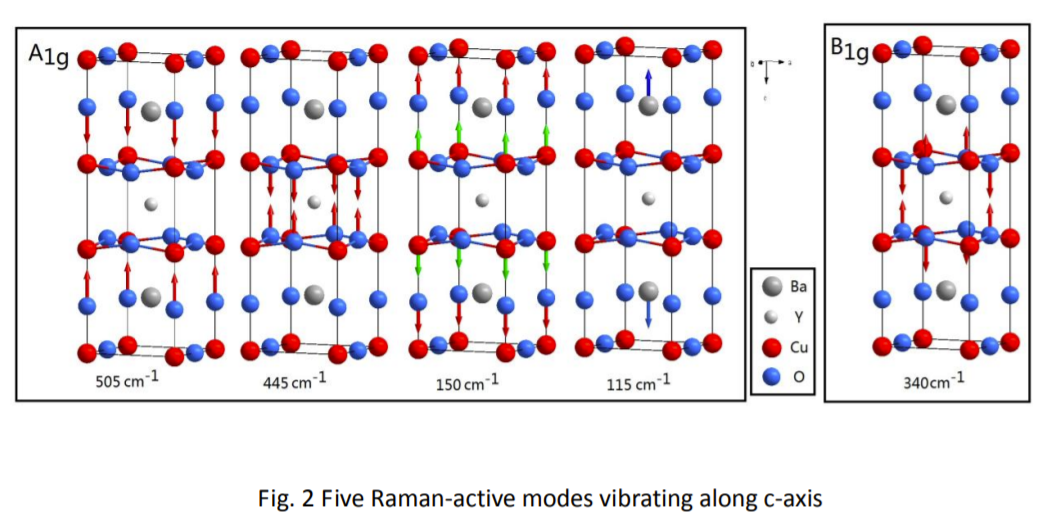 A1g
505 cm-1
445 cm-1
150 cm-1
115 cm-1
Ba
Y
Cu
O
B1g
340cm-1
Fig. 2 Five Raman-active modes vibrating along c-axis